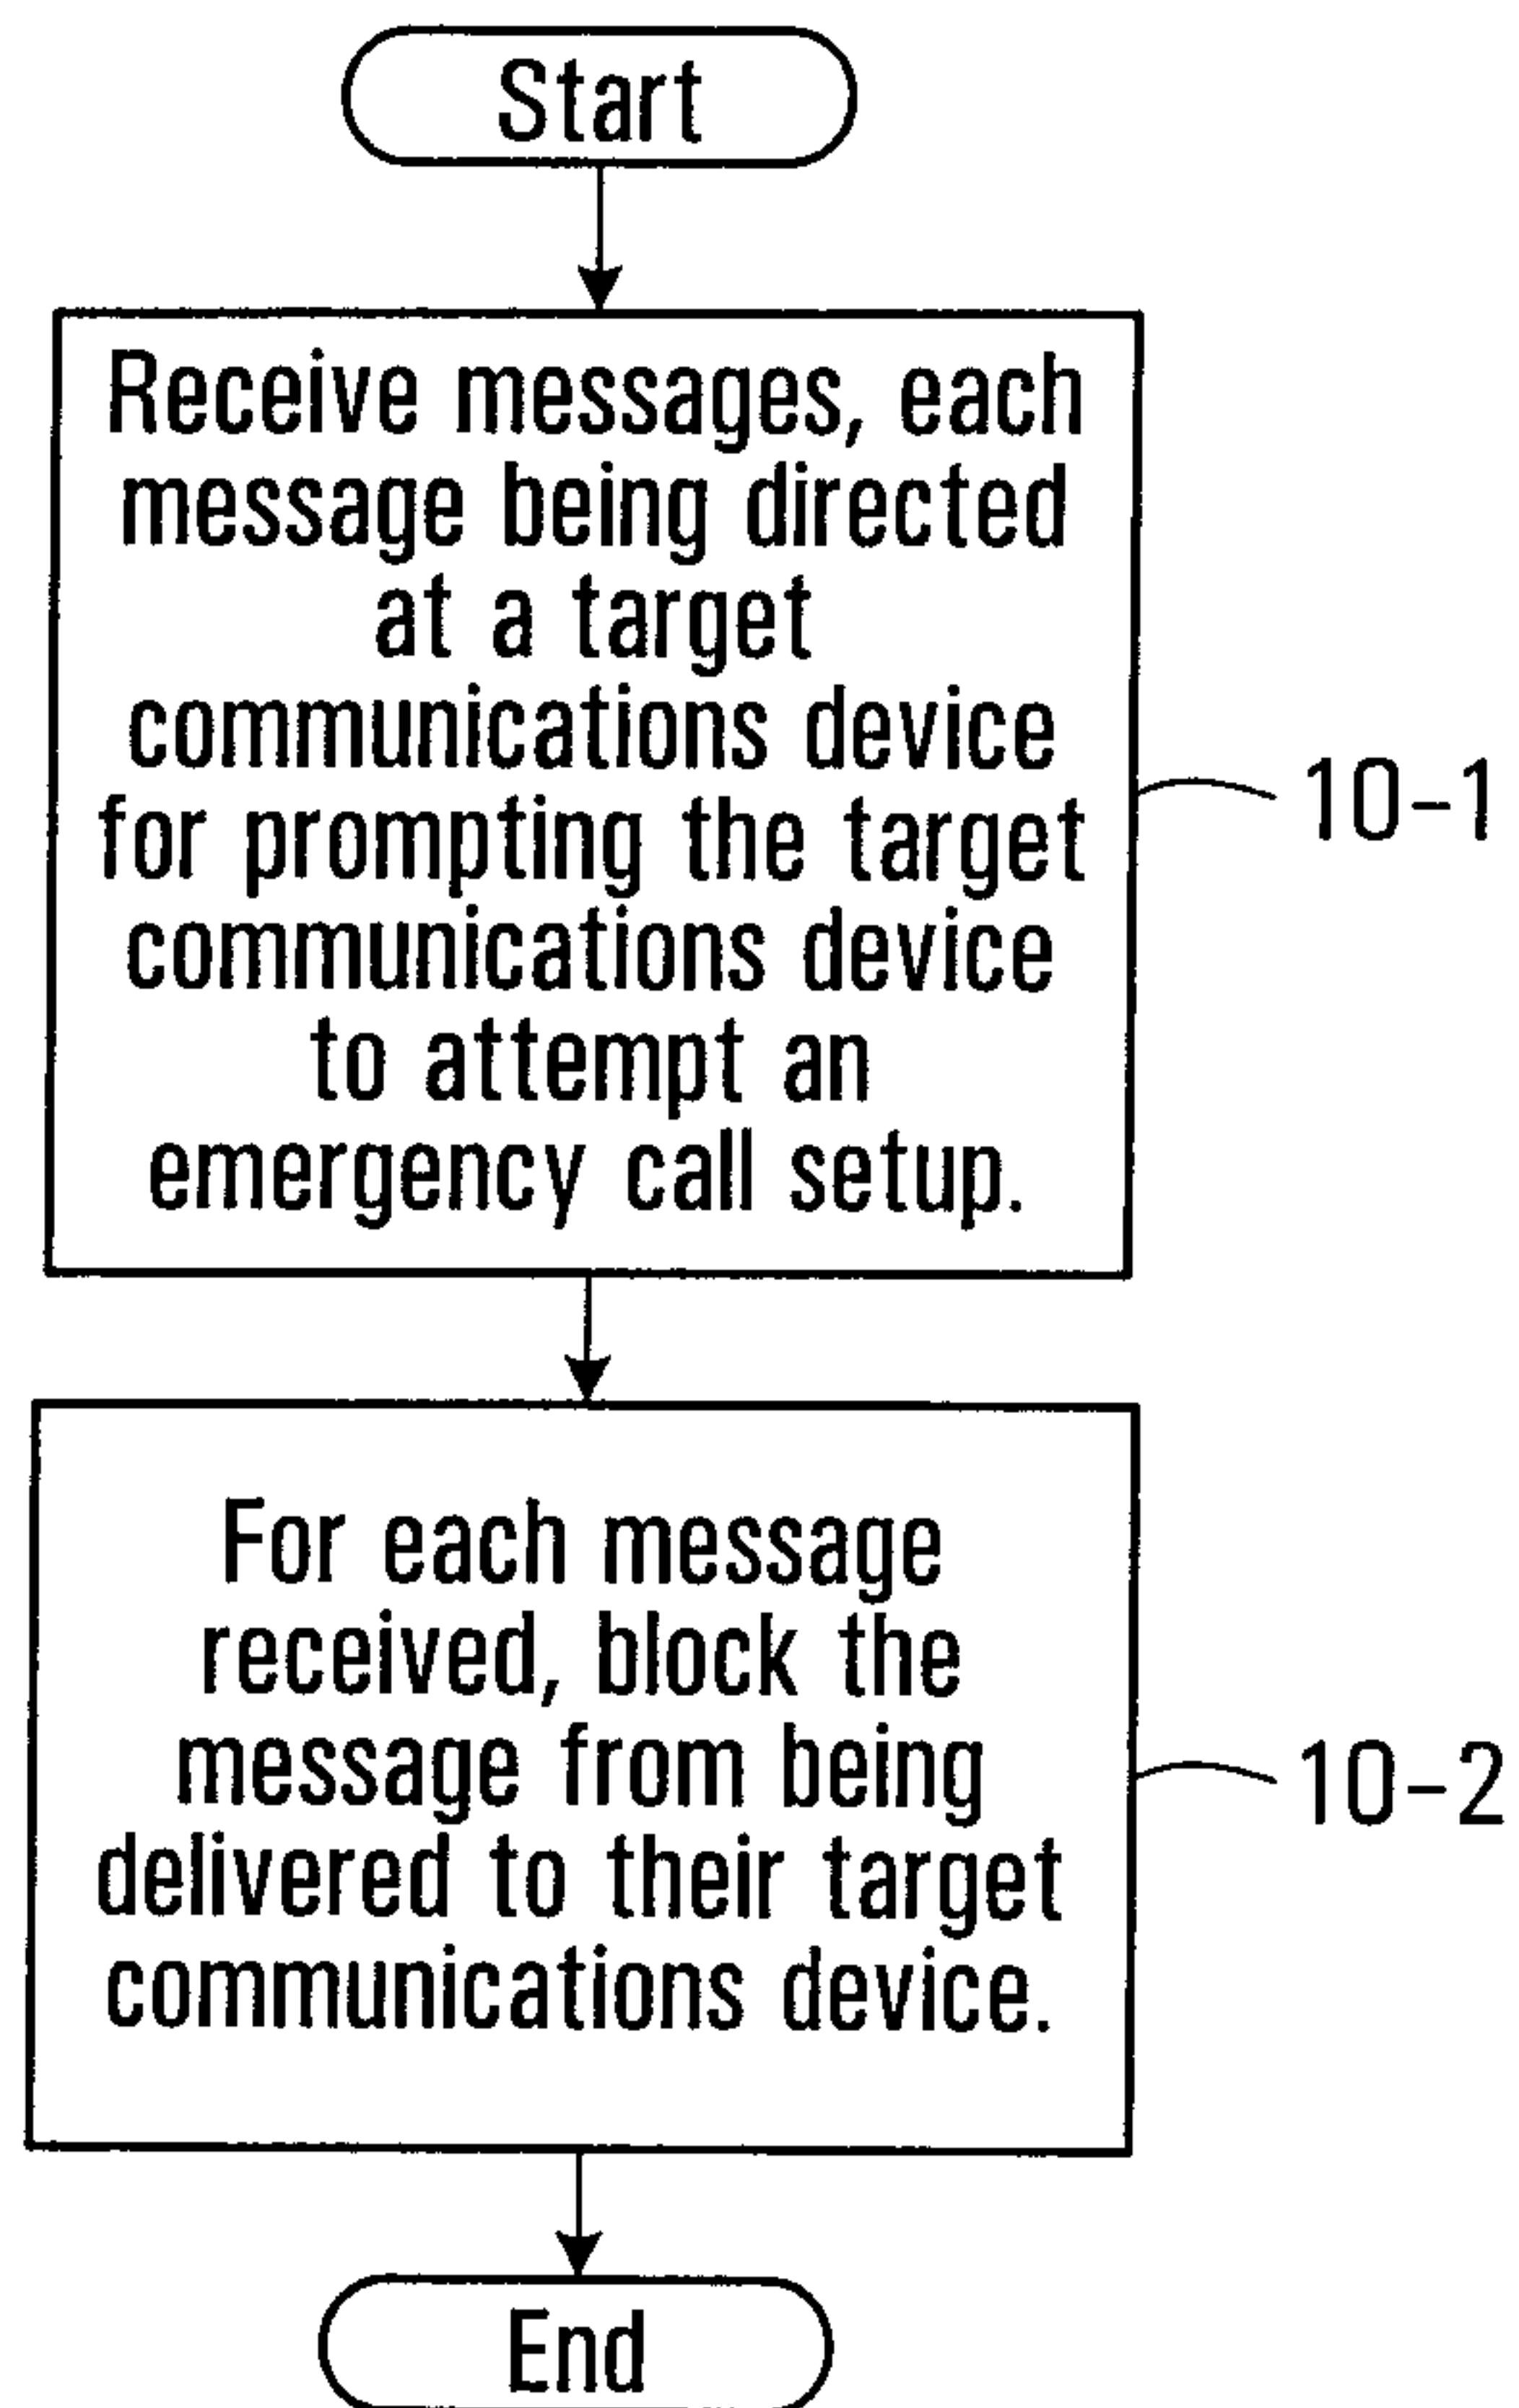 Start
Receive messages, each
message being directed
at a target
communications device
for prompting the target
communications device
to attempt an
emergency call setup.
10-1
For each message
received, block the
message from being
delivered to their target
communications device.
10-2
End